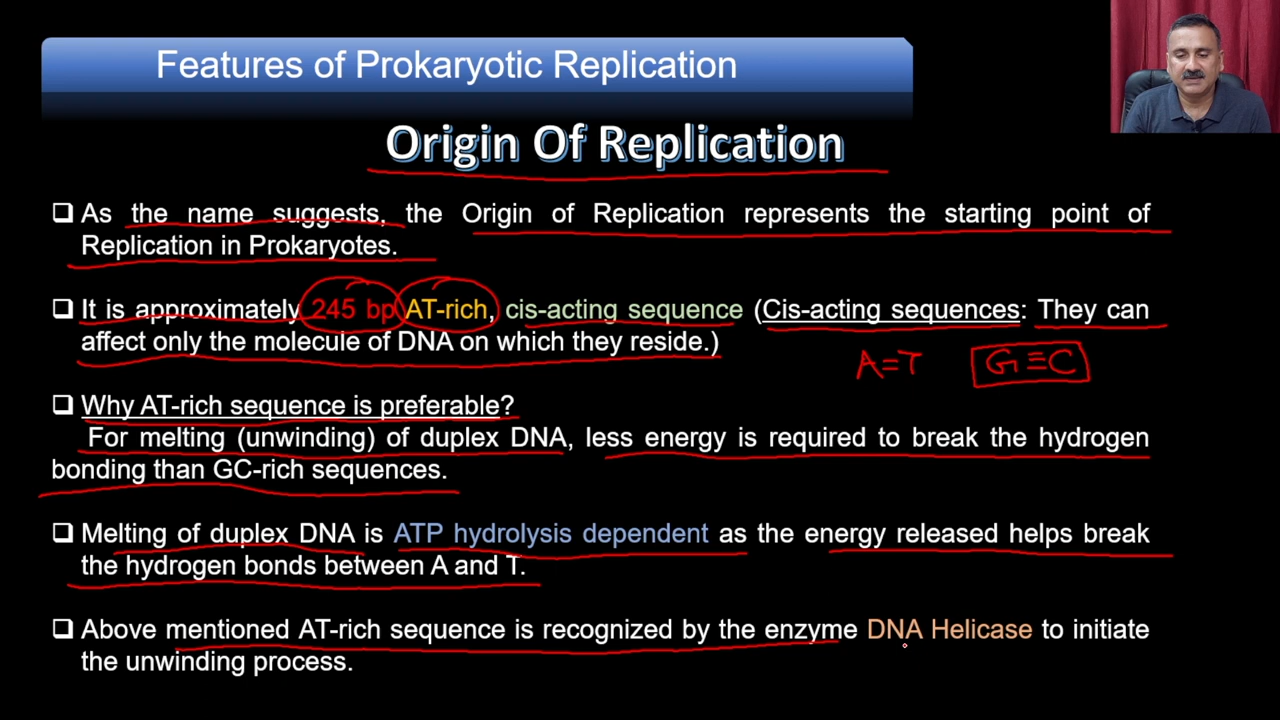 Features of Prokaryotic Replication
Origin Of Replication
❑ As the name suggests, the Origin of Replication represents the starting point of
Replication in Prokaryotes.
❑ It is approximately 245 bp AT-rich, cis-acting sequence (Cis-acting sequences: They can
affect only the molecule of DNA on which they reside.)
A=T G≡C
❑ Why AT-rich sequence is preferable?
For melting (unwinding) of duplex DNA, less energy is required to break the hydrogen
bonding than GC-rich sequences.
❑ Melting of duplex DNA is ATP hydrolysis dependent as the energy released helps break
the hydrogen bonds between A and T.
❑ Above mentioned AT-rich sequence is recognized by the enzyme DNA Helicase to initiate
the unwinding process.